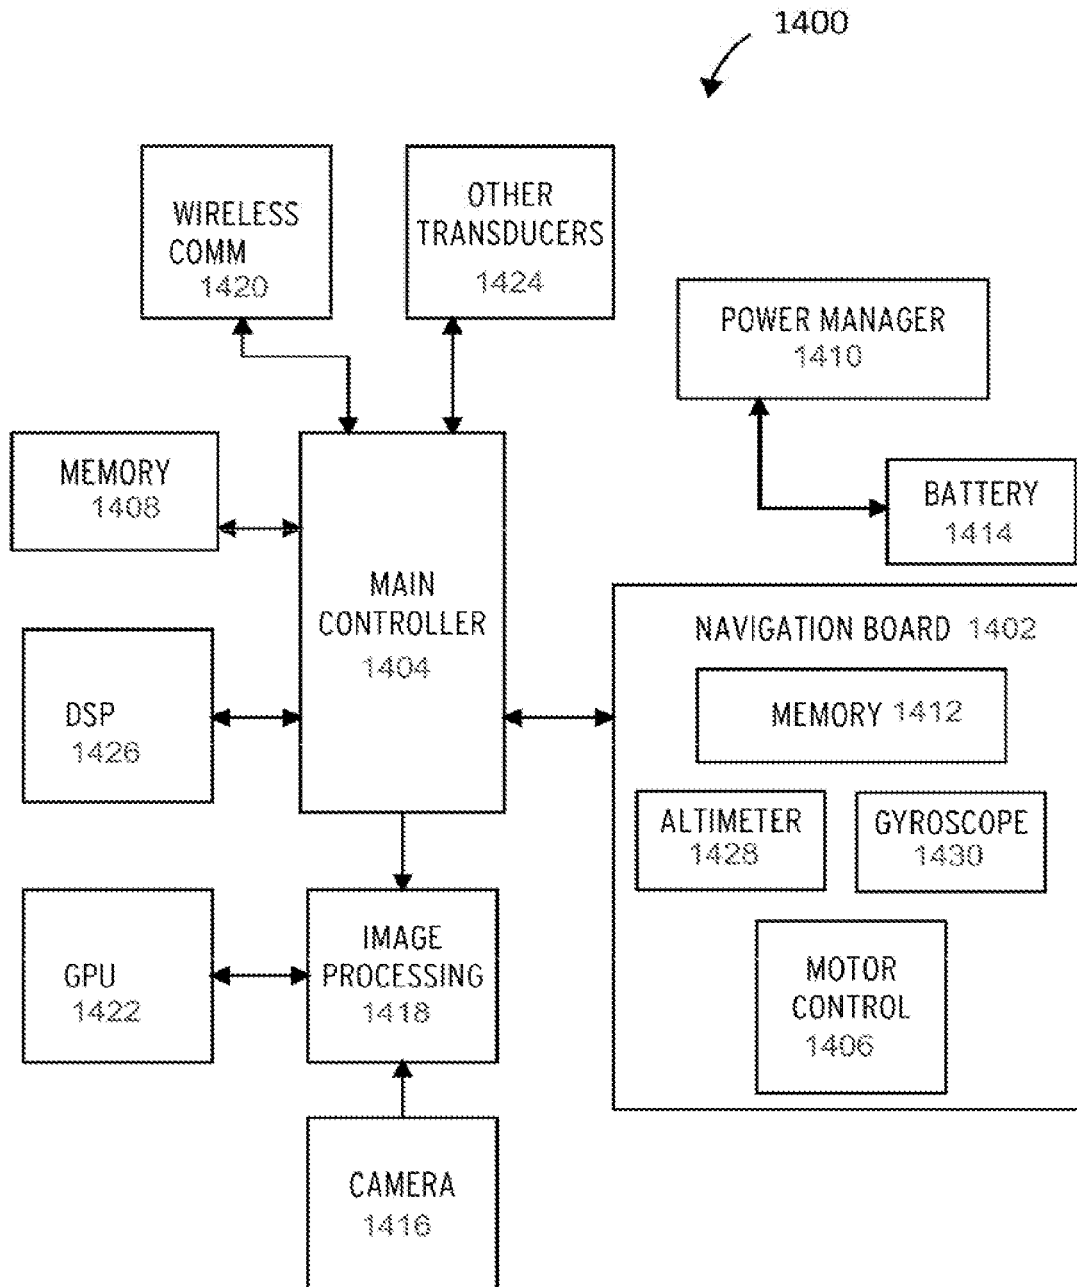 1400
WIRELESS
COMM
1420
OTHER
TRANSDUCERS
1424
POWER MANAGER
1410
MEMORY
1408
BATTERY
1414
MAIN
CONTROLLER
1404
NAVIGATION BOARD 1402
MEMORY 1412
DSP
1426
ALTIMETER
1428
GYROSCOPE
1430
IMAGE
PROCESSING
1418
GPU
1422
MOTOR
CONTROL
1406
CAMERA
1416